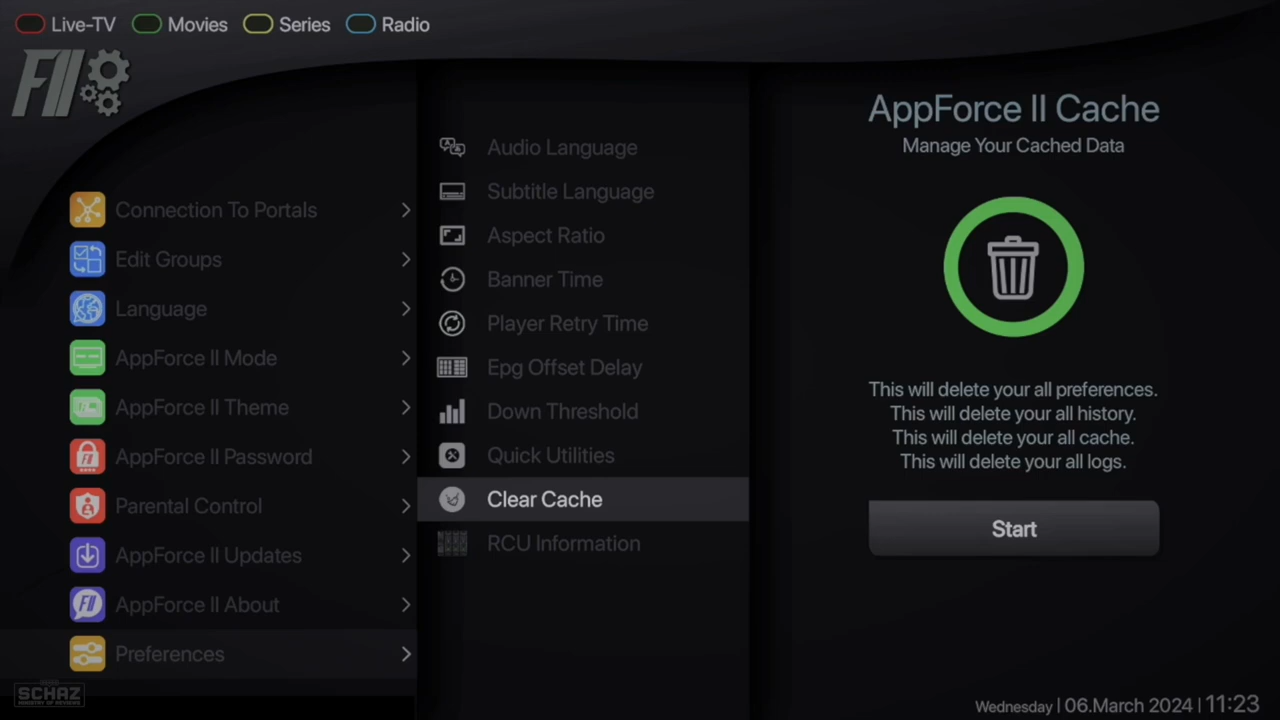 Live-TV Movies Series Radio
FII
Connection To Portals
Edit Groups
Language
AppForce II Mode
AppForce II Theme
AppForce II Password
Parental Control
AppForce II Updates
AppForce II About
Preferences
Audio Language
Subtitle Language
Aspect Ratio
Banner Time
Player Retry Time
Epg Offset Delay
Down Threshold
Quick Utilities
Clear Cache
RCU Information
AppForce II Cache
Manage Your Cached Data
This will delete your all preferences.
This will delete your all history.
This will delete your all cache.
This will delete your all logs.
Start
SCHAZ
MINISTRY OF REVIEWS
Wednesday | 06.March 2024 | 11:23